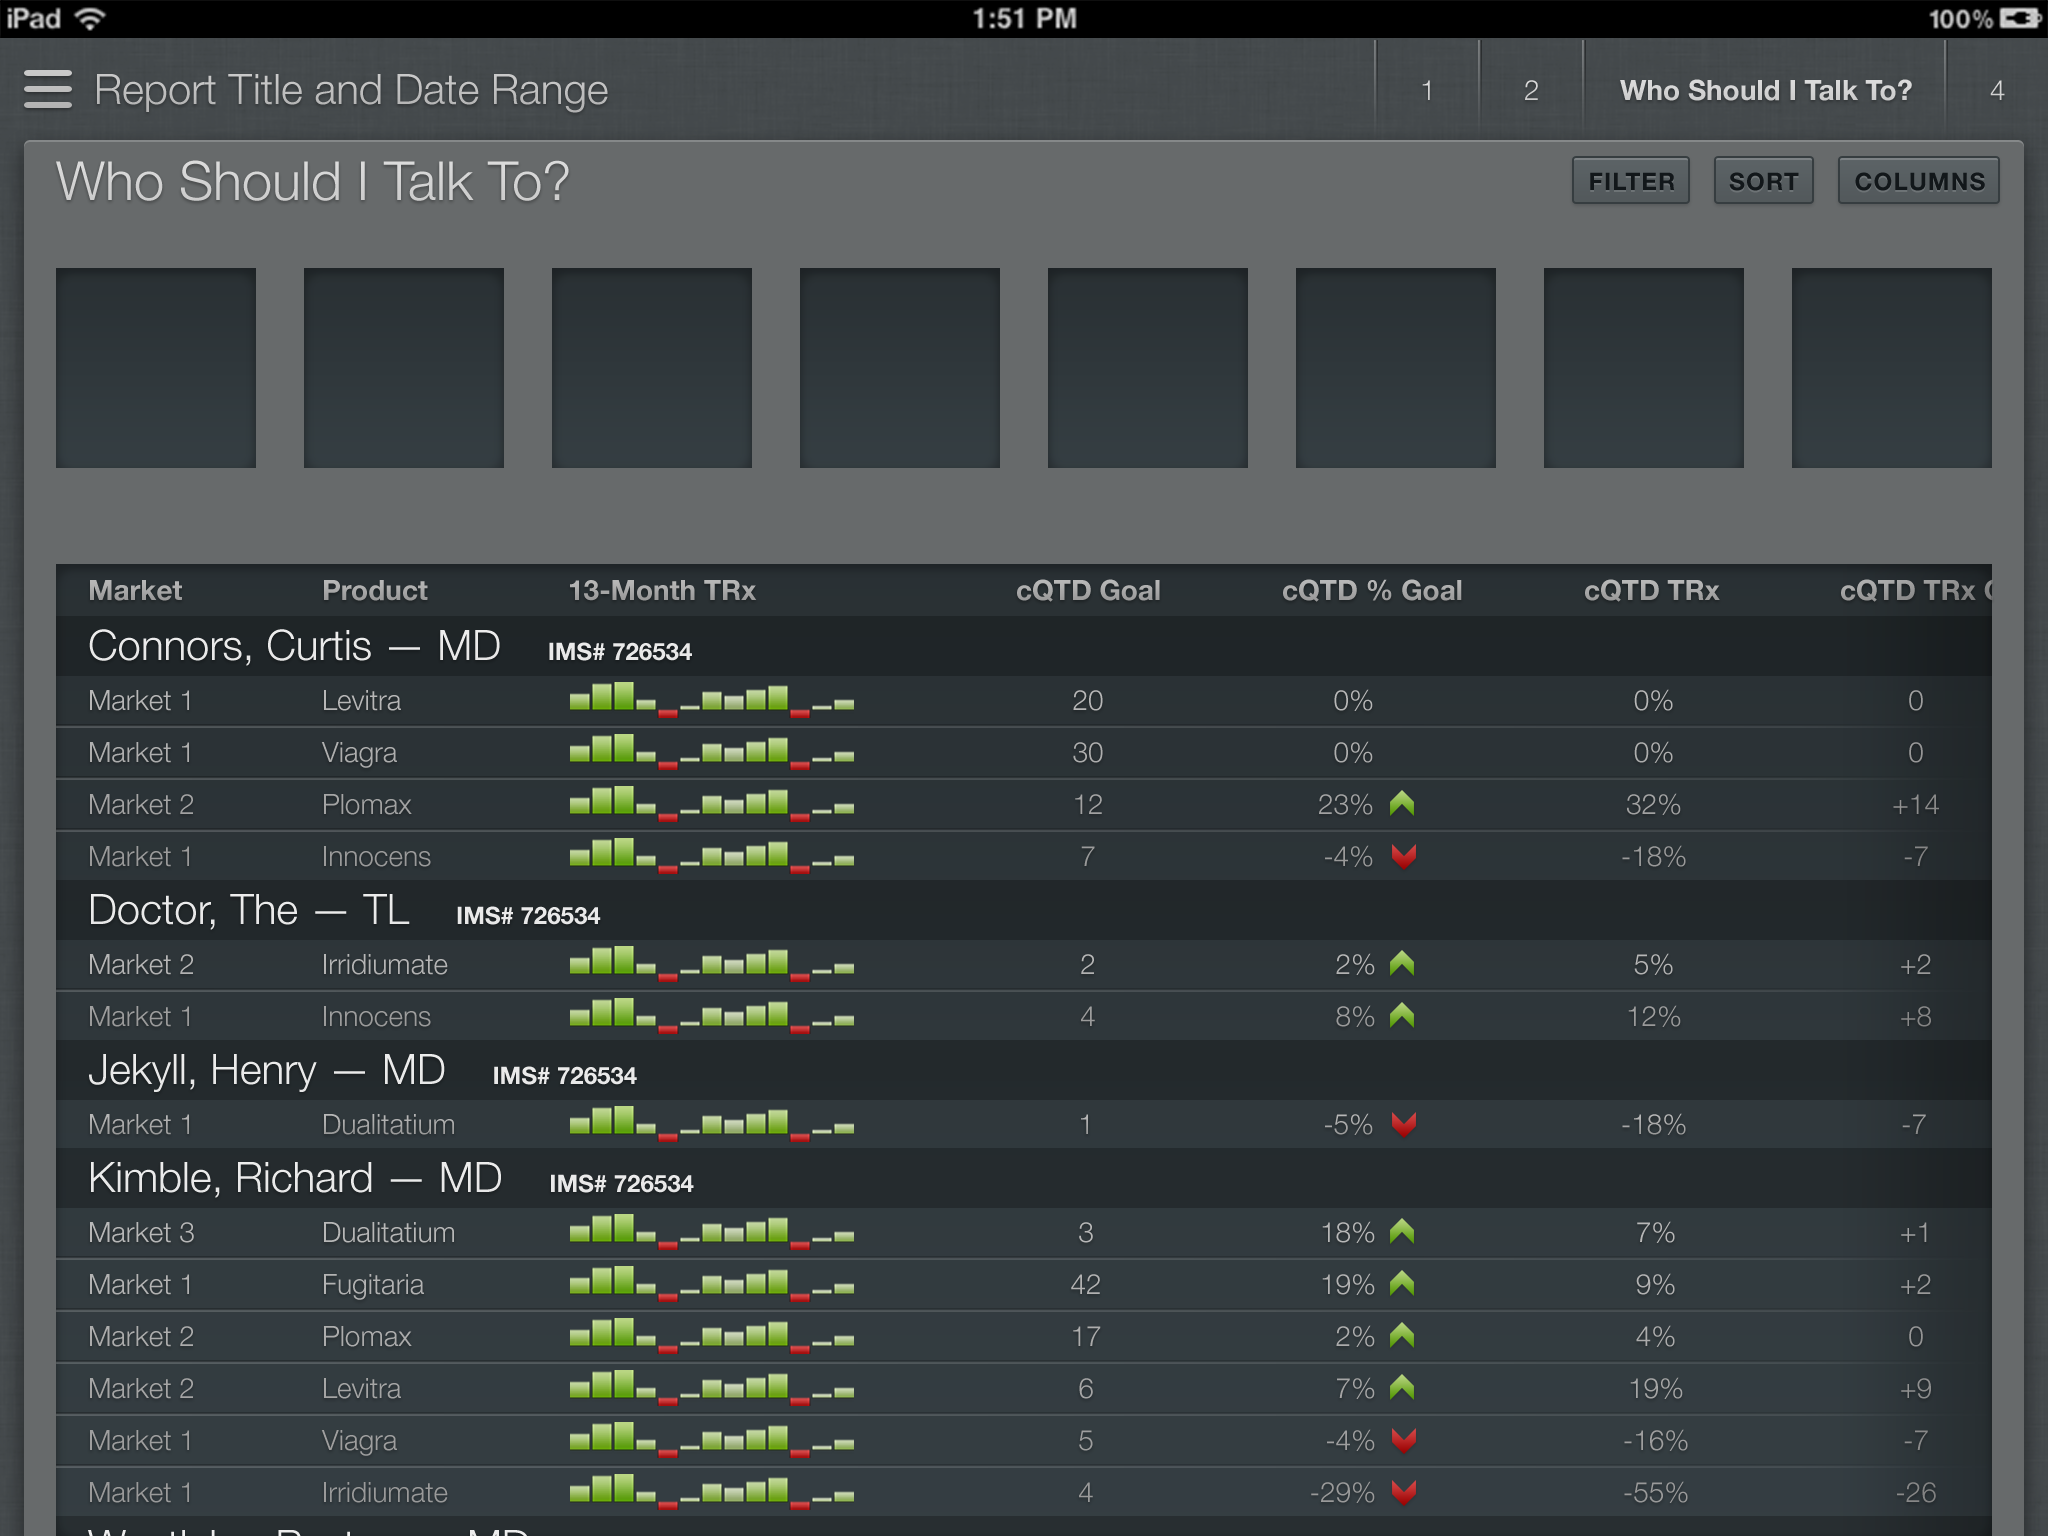 iPad 1:51 PM 100%
Report Title and Date Range 1 2 Who Should I Talk To? 4
Who Should I Talk To? FILTER SORT COLUMNS
Market Product 13-Month TRx cQTD Goal cQTD % Goal cQTD TRx cQTD TRx
Connors, Curtis — MD IMS# 726534
Market 1 Levitra 20 0% 0% 0
Market 1 Viagra 30 0% 0% 0
Market 2 Plomax 12 23% 32% +14
Market 1 Innocens 7 -4% -18% -7
Doctor, The — TL IMS# 726534
Market 2 Irridiumate 2 2% 5% +2
Market 1 Innocens 4 8% 12% +8
Jekyll, Henry — MD IMS# 726534
Market 1 Dualitatium 1 -5% -18% -7
Kimble, Richard — MD IMS# 726534
Market 3 Dualitatium 3 18% 7% +1
Market 1 Fugitaria 42 19% 9% +2
Market 2 Plomax 17 2% 4% 0
Market 2 Levitra 6 7% 19% +9
Market 1 Viagra 5 -4% -16% -7
Market 1 Irridiumate 4 -29% -55% -26